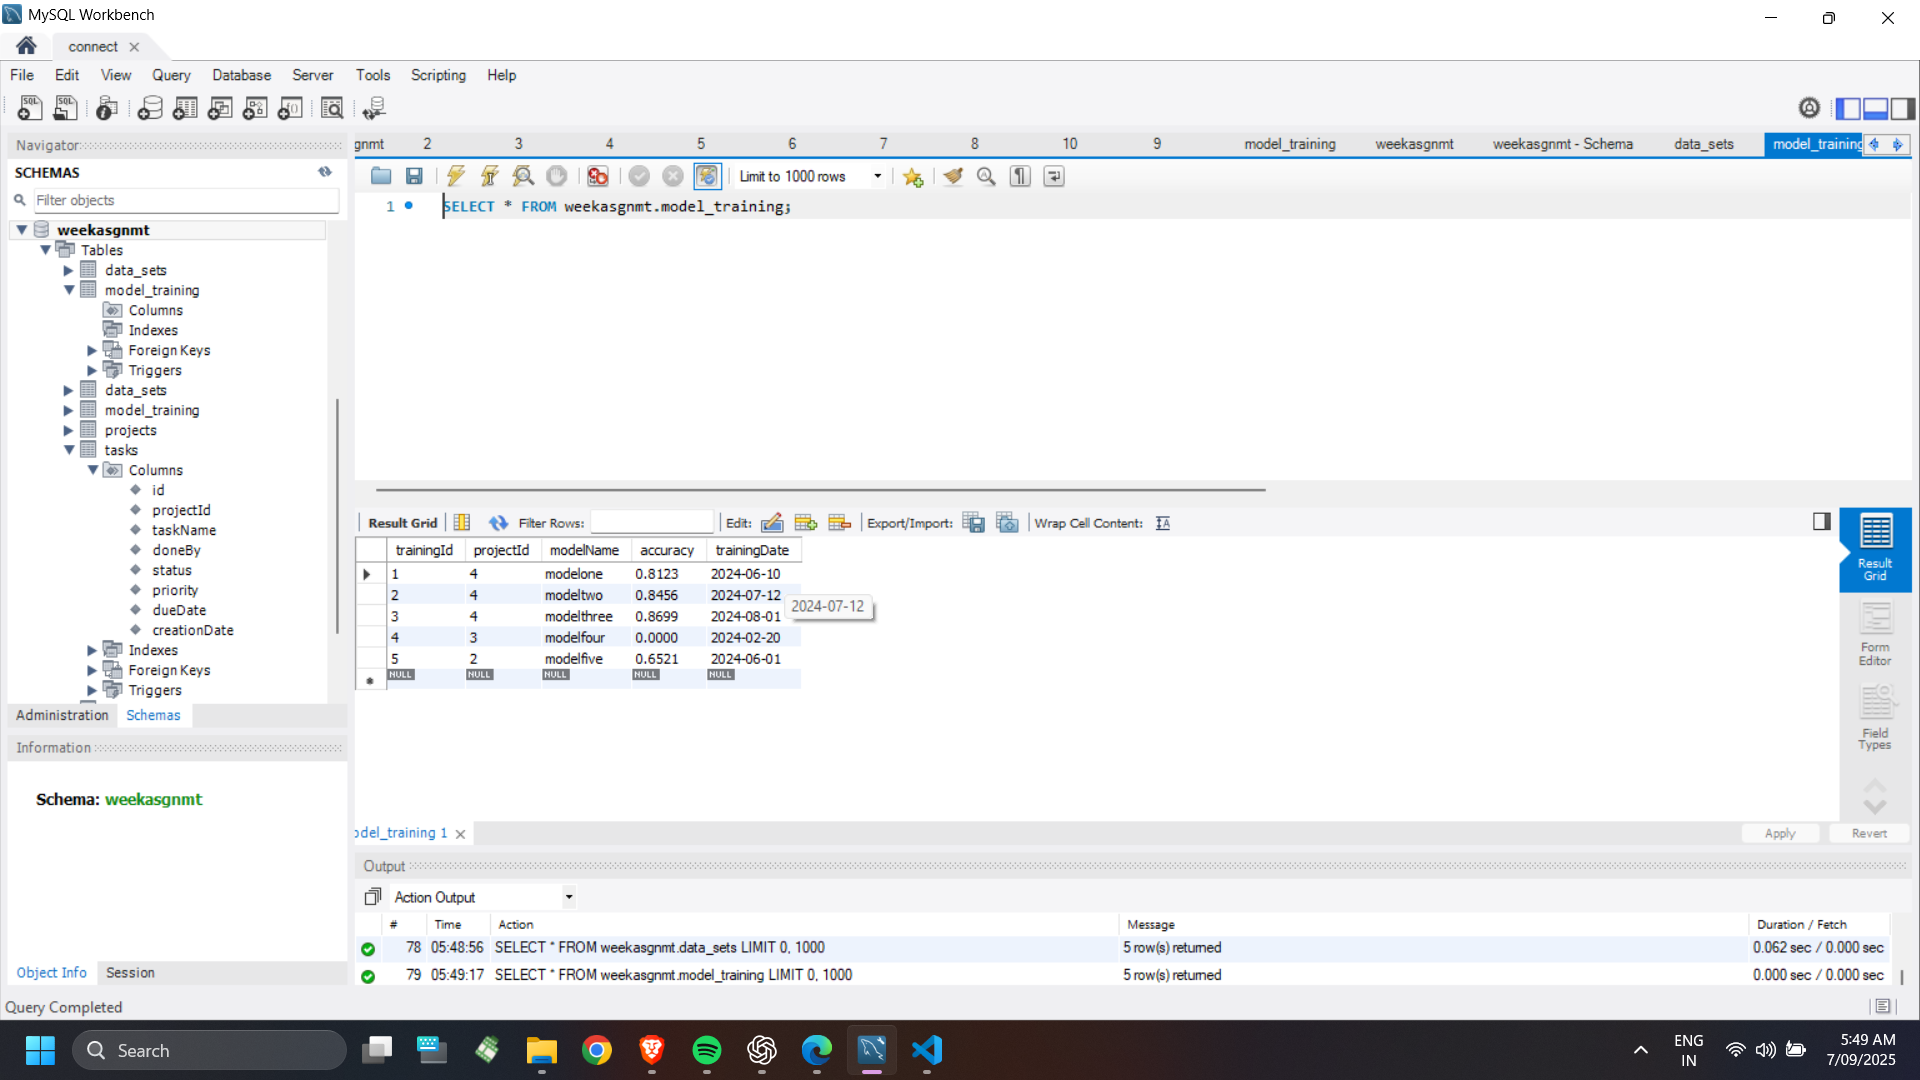 MySQL Workbench
connect
File Edit View Query Database Server Tools Scripting Help
Navigator
SCHEMAS
Filter objects
weekasgnmt
Tables
data_sets
model_training
Columns
Indexes
Foreign Keys
Triggers
data_sets
model_training
projects
tasks
Columns
id
projectId
taskName
doneBy
status
priority
dueDate
creationDate
Indexes
Foreign Keys
Triggers
Administration Schemas
Information
Schema: weekasgnmt
Object Info Session
gnmt 2 3 4 5 6 7 8 10 9 model_training weekasgnmt weekasgnmt - Schema data_sets model_training
Limit to 1000 rows
1 SELECT * FROM weekasgnmt.model_training;
Result Grid Filter Rows: Edit: Export/Import: Wrap Cell Content:
trainingId projectId modelName accuracy trainingDate
1 4 modelone 0.8123 2024-06-10
2 4 modeltwo 0.8456 2024-07-12
3 4 modelthree 0.8699 2024-08-01
4 3 modelfour 0.0000 2024-02-20
5 2 modelfive 0.6521 2024-06-01
NULL NULL NULL NULL NULL
2024-07-12
Result
Grid
Form
Editor
Field
Types
odel_training 1
Apply Revert
Output
Action Output
# Time Action Message Duration / Fetch
78 05:48:56 SELECT * FROM weekasgnmt.data_sets LIMIT 0, 1000 5 row(s) returned 0.062 sec / 0.000 sec
79 05:49:17 SELECT * FROM weekasgnmt.model_training LIMIT 0, 1000 5 row(s) returned 0.000 sec / 0.000 sec
Query Completed
Search
ENG
IN
5:49 AM
7/09/2025